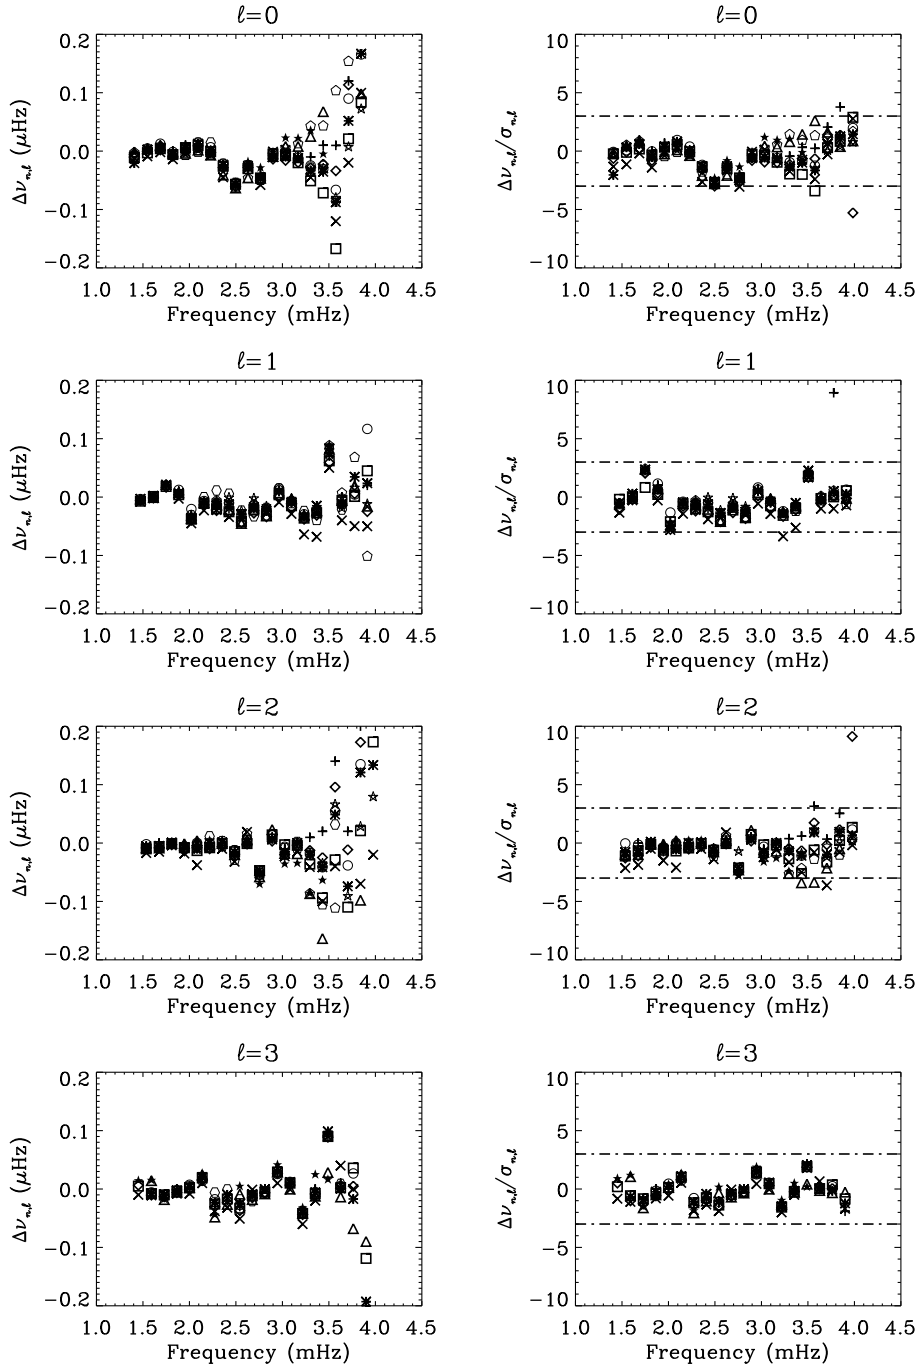 ℓ=0
ℓ=0
0.2
0.1
0.0
−0.1
−0.2
Δν_{n,ℓ} (μHz)
1.0 1.5 2.0 2.5 3.0 3.5 4.0 4.5
Frequency (mHz)
10
5
0
−5
−10
Δν_{n,ℓ}/σ_{n,ℓ}
1.0 1.5 2.0 2.5 3.0 3.5 4.0 4.5
Frequency (mHz)
ℓ=1
ℓ=1
0.2
0.1
0.0
−0.1
−0.2
Δν_{n,ℓ} (μHz)
1.0 1.5 2.0 2.5 3.0 3.5 4.0 4.5
Frequency (mHz)
10
5
0
−5
−10
Δν_{n,ℓ}/σ_{n,ℓ}
1.0 1.5 2.0 2.5 3.0 3.5 4.0 4.5
Frequency (mHz)
ℓ=2
ℓ=2
0.2
0.1
0.0
−0.1
−0.2
Δν_{n,ℓ} (μHz)
1.0 1.5 2.0 2.5 3.0 3.5 4.0 4.5
Frequency (mHz)
10
5
0
−5
−10
Δν_{n,ℓ}/σ_{n,ℓ}
1.0 1.5 2.0 2.5 3.0 3.5 4.0 4.5
Frequency (mHz)
ℓ=3
ℓ=3
0.2
0.1
0.0
−0.1
−0.2
Δν_{n,ℓ} (μHz)
1.0 1.5 2.0 2.5 3.0 3.5 4.0 4.5
Frequency (mHz)
10
5
0
−5
−10
Δν_{n,ℓ}/σ_{n,ℓ}
1.0 1.5 2.0 2.5 3.0 3.5 4.0 4.5
Frequency (mHz)